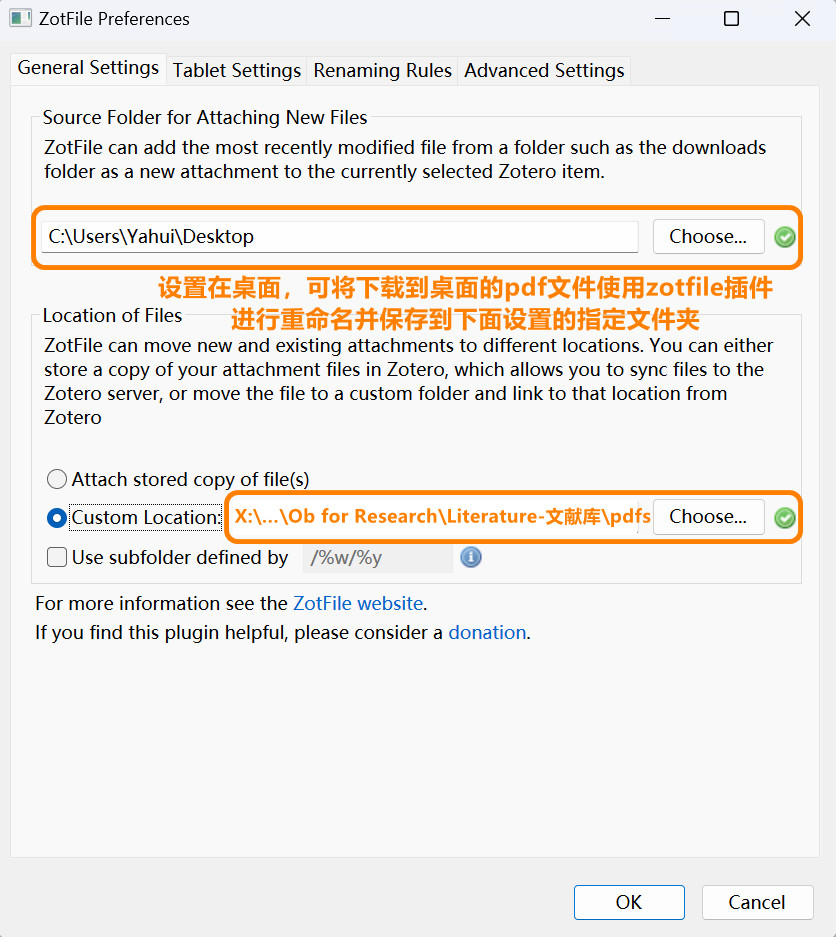 ZotFile Preferences
General Settings
Tablet Settings
Renaming Rules
Advanced Settings
Source Folder for Attaching New Files
ZotFile can add the most recently modified file from a folder such as the downloads
folder as a new attachment to the currently selected Zotero item.
C:\Users\Yahui\Desktop
Choose...
设置在桌面，可将下载到桌面的pdf文件使用zotfile插件
进行重命名并保存到下面设置的指定文件夹
Location of Files
ZotFile can move new and existing attachments to different locations. You can either
store a copy of your attachment files in Zotero, which allows you to sync files to the
Zotero server, or move the file to a custom folder and link to that location from
Zotero
Attach stored copy of file(s)
Custom Location:
X:\...\Ob for Research\Literature-文献库\pdfs
Choose...
Use subfolder defined by
/%w/%y
For more information see the ZotFile website.
If you find this plugin helpful, please consider a donation.
OK
Cancel